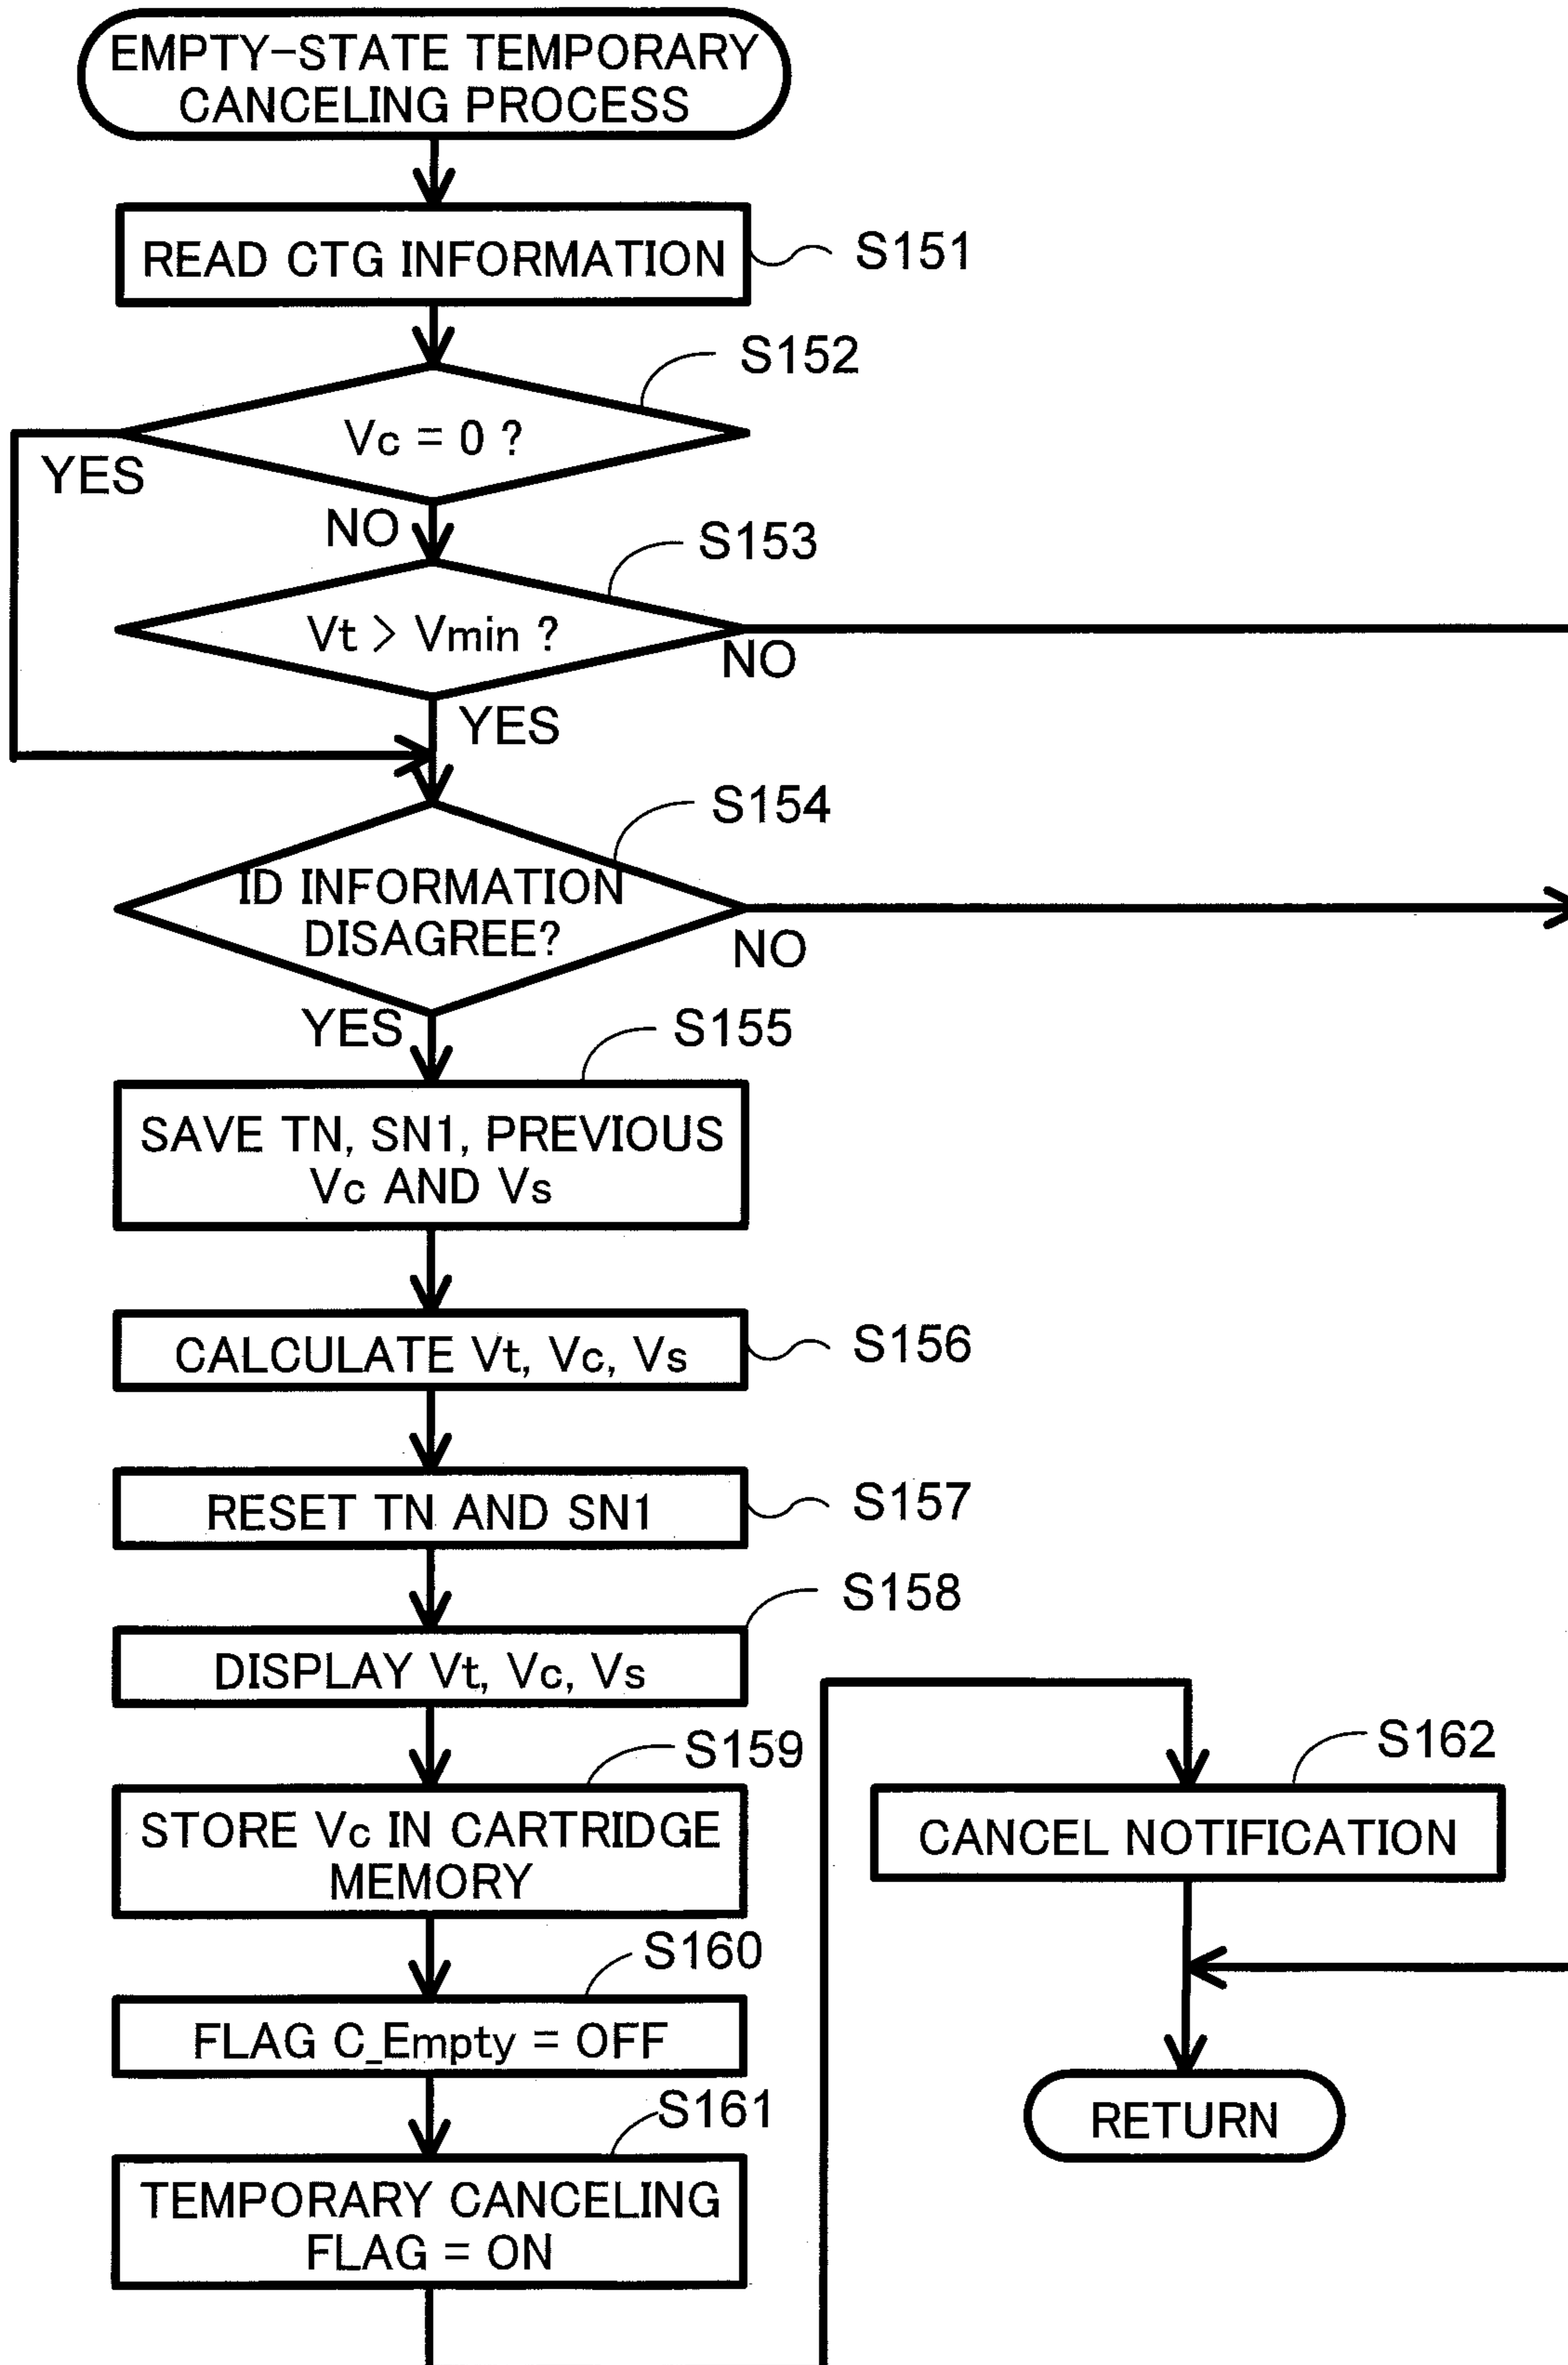 EMPTY-STATE TEMPORARY
CANCELING PROCESS
READ CTG INFORMATION
S151
S152
Vc = 0 ?
YES
NO
S153
Vt > Vmin ?
NO
YES
S154
ID INFORMATION
DISAGREE?
NO
YES
S155
SAVE TN, SN1, PREVIOUS
Vc AND Vs
CALCULATE Vt, Vc, Vs
S156
RESET TN AND SN1
S157
S158
DISPLAY Vt, Vc, Vs
S159
STORE Vc IN CARTRIDGE
MEMORY
S160
FLAG C_Empty = OFF
S161
TEMPORARY CANCELING
FLAG = ON
S162
CANCEL NOTIFICATION
RETURN